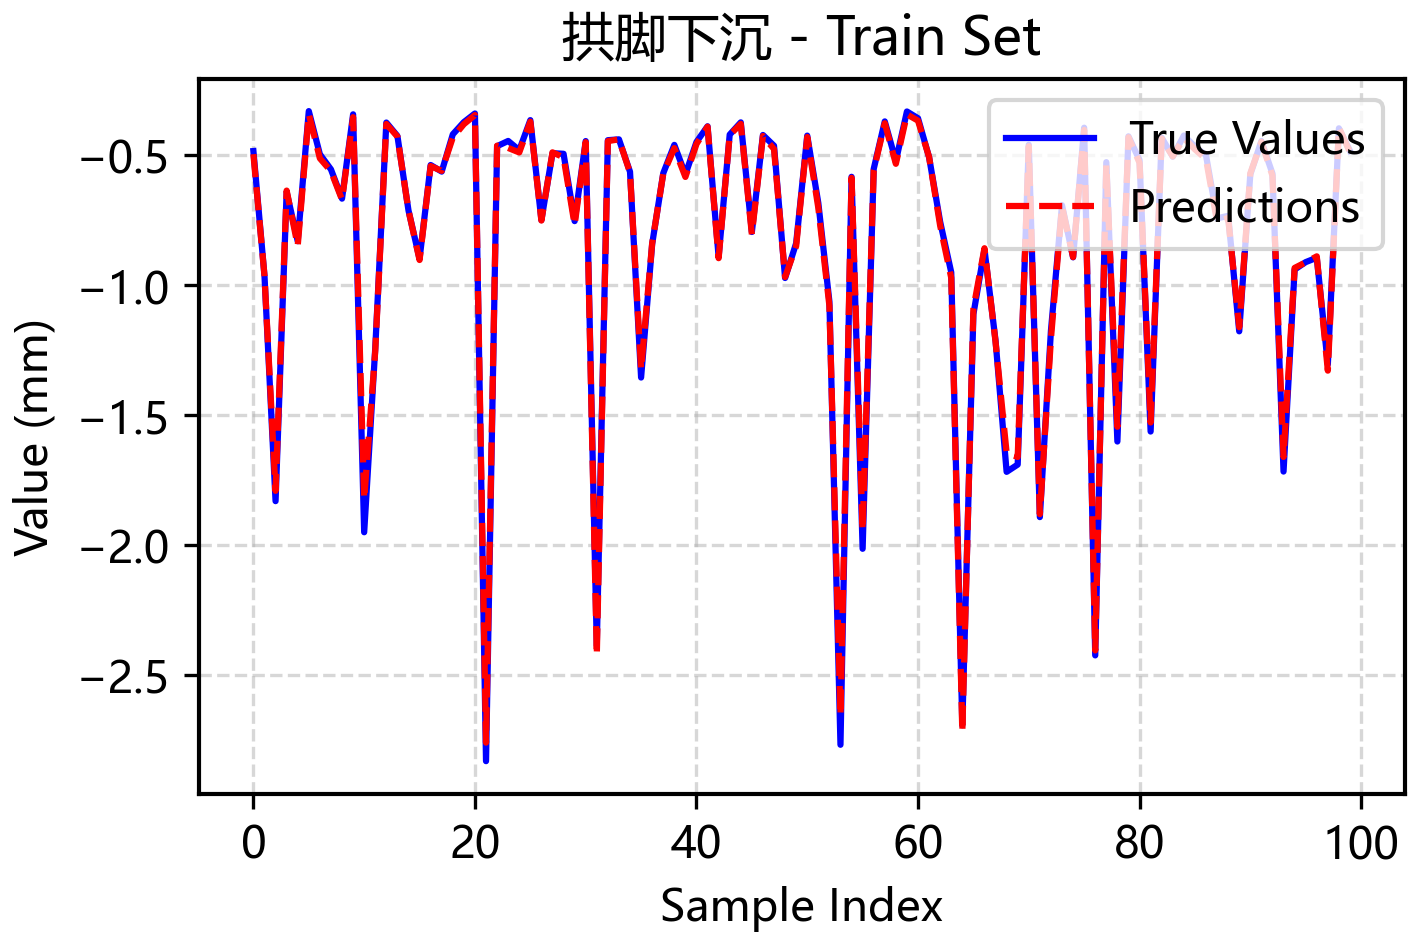 拱脚下沉 - Train Set
True Values
Predictions
Value (mm)
−0.5
−1.0
−1.5
−2.0
−2.5
0 20 40 60 80 100
Sample Index